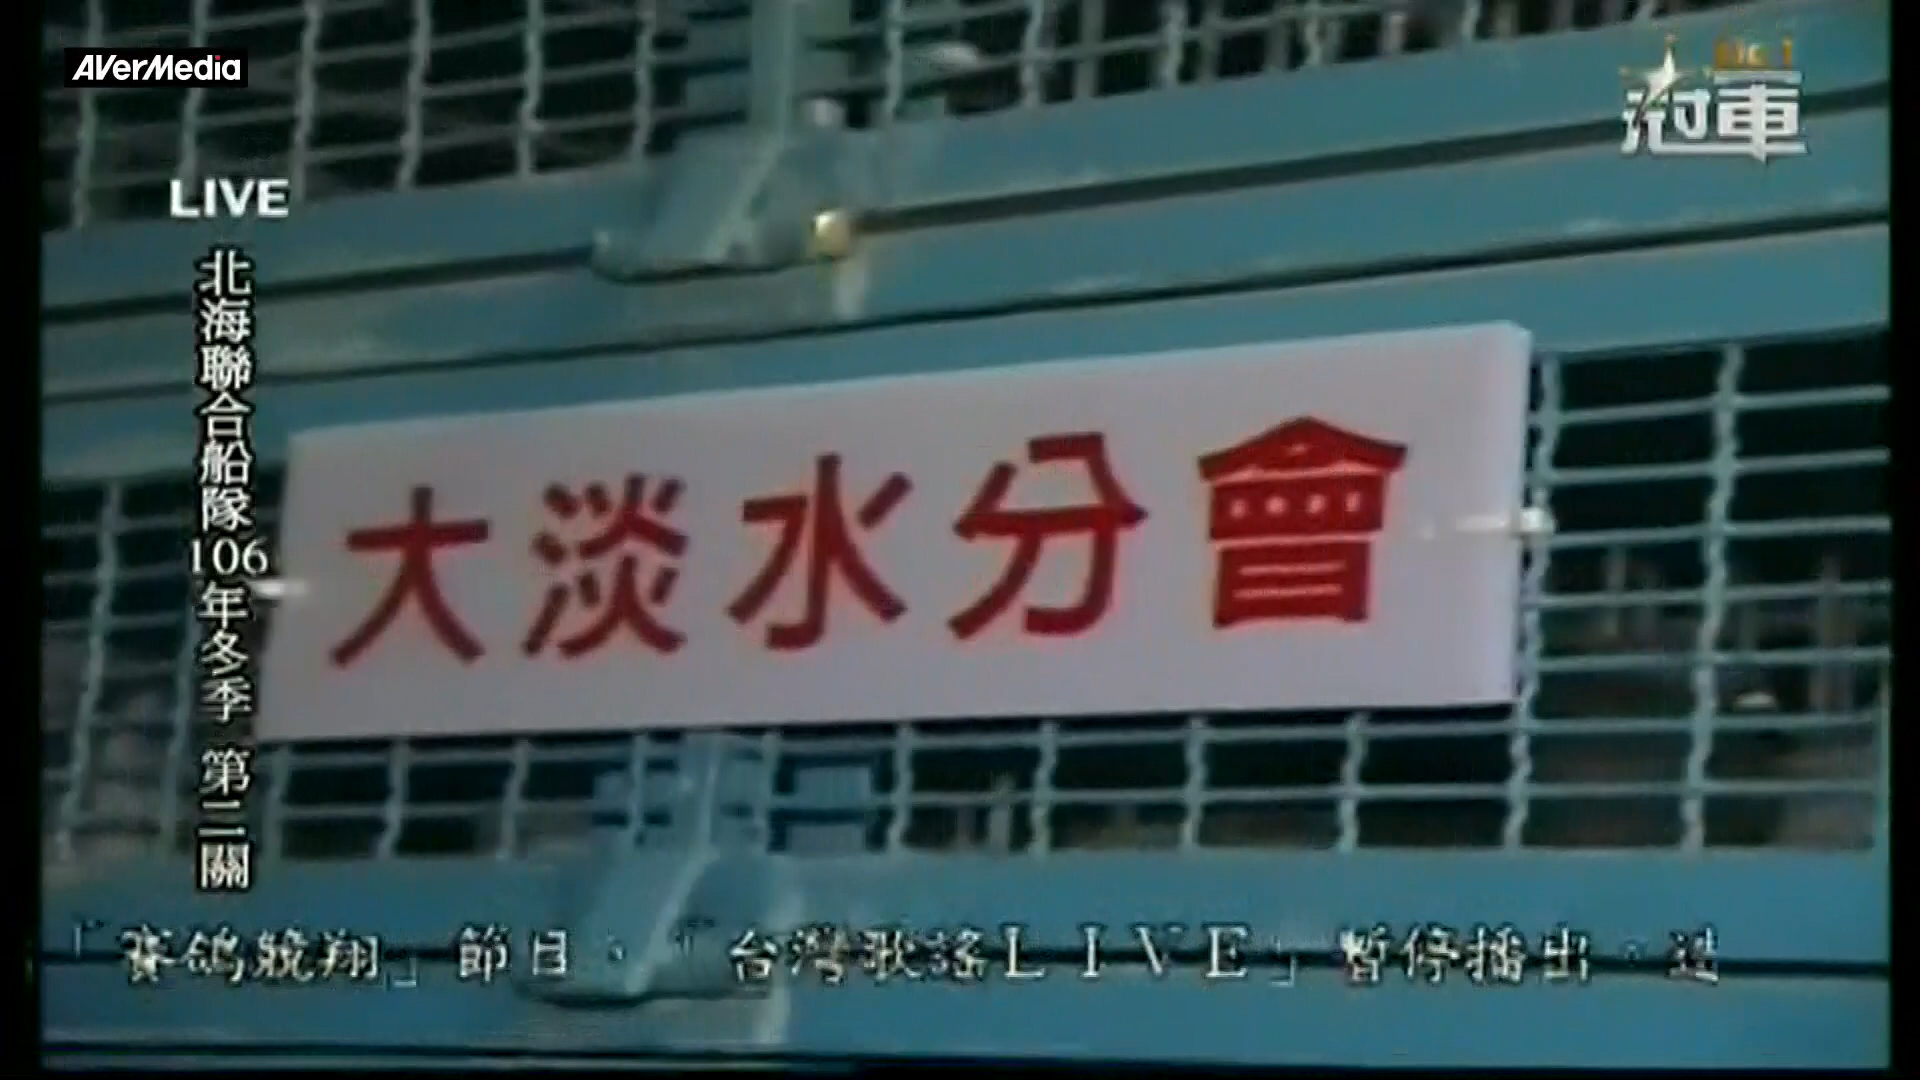 AVerMedia
No.1
冠軍
LIVE
北海聯合船隊106年冬季 第二關
大淡水分會
「賽鴿競翔」節目、「台灣歌謠LIVE」暫停播出。造